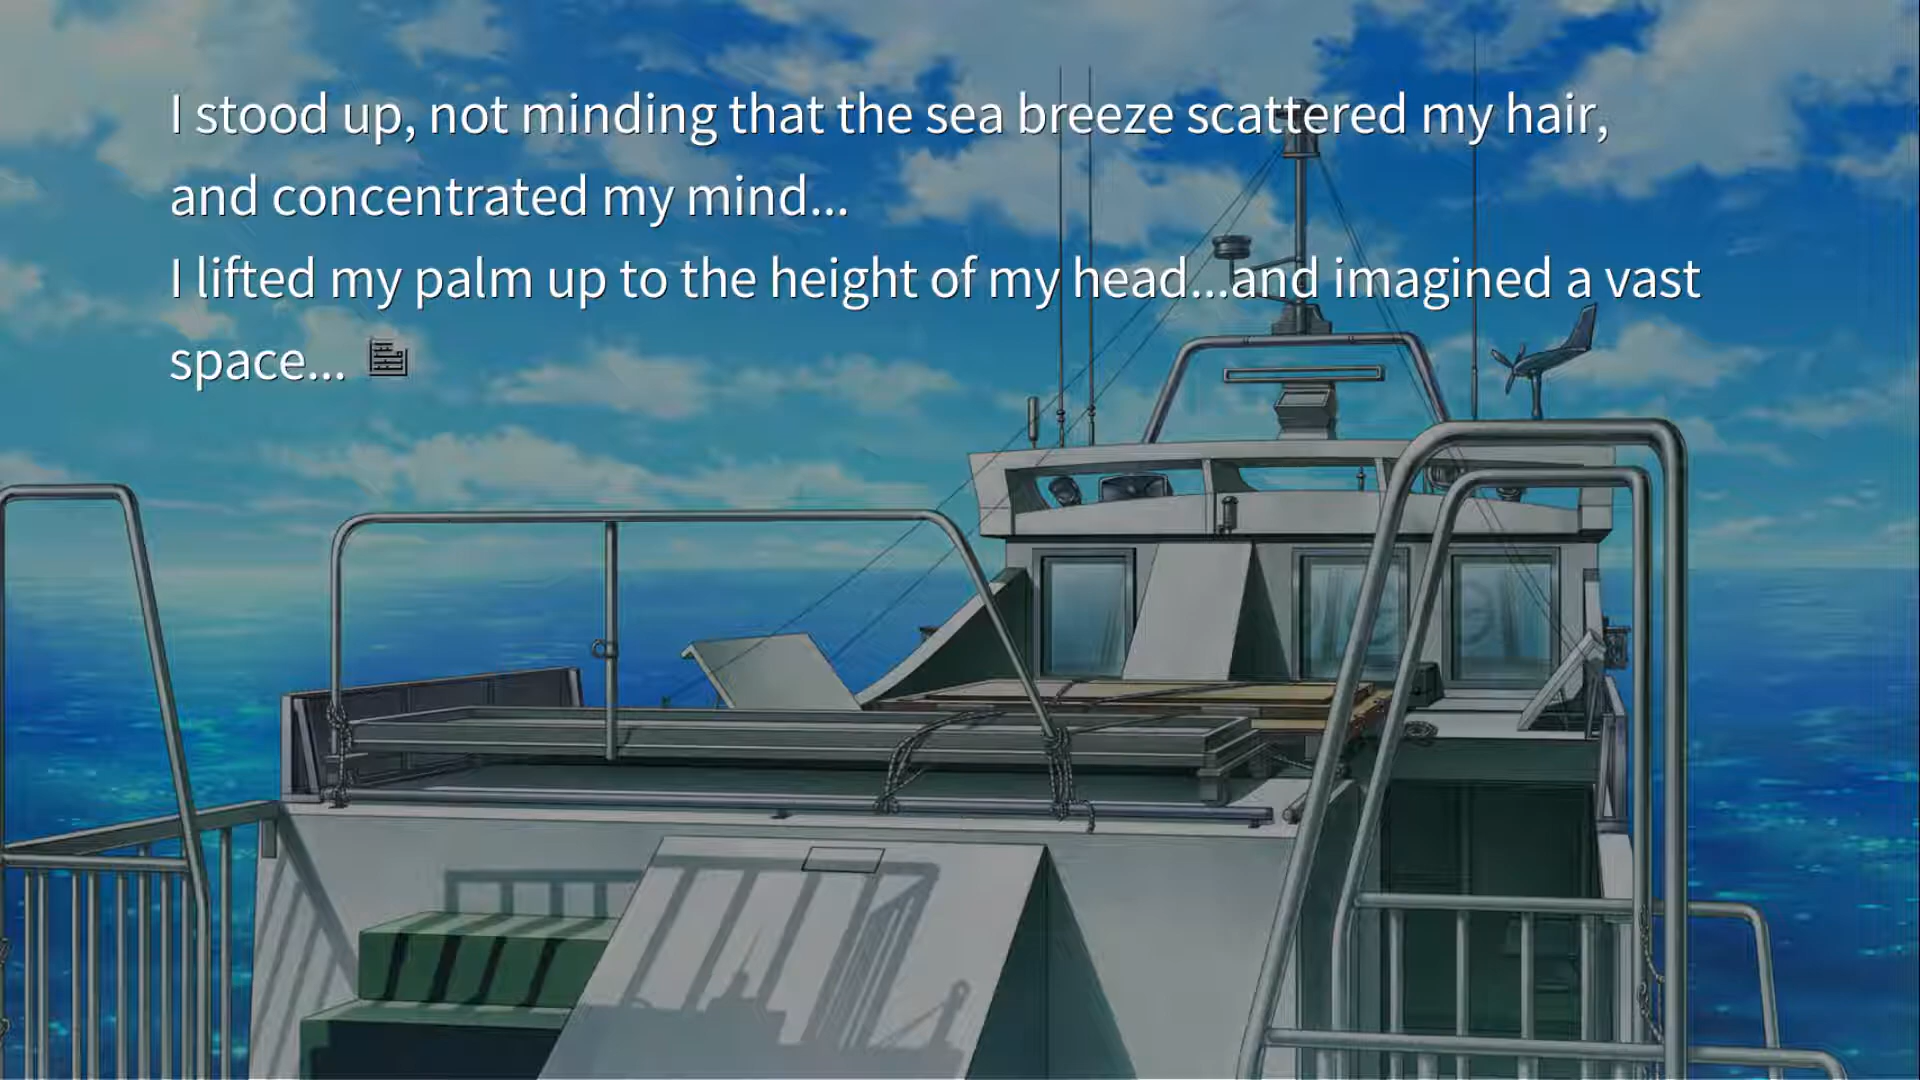 I stood up, not minding that the sea breeze scattered my hair,
and concentrated my mind...
I lifted my palm up to the height of my head...and imagined a vast
space...